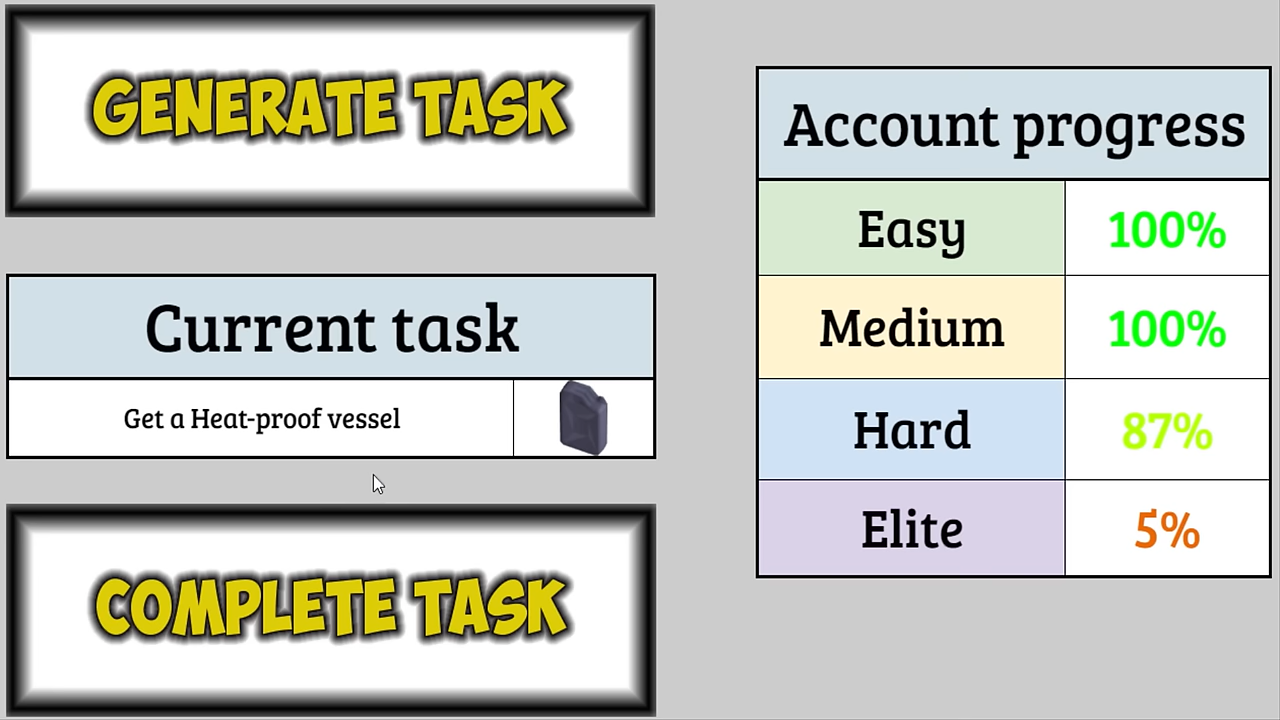 GENERATE TASK
Current task
Get a Heat-proof vessel
COMPLETE TASK
Account progress
Easy 100%
Medium 100%
Hard 87%
Elite 5%